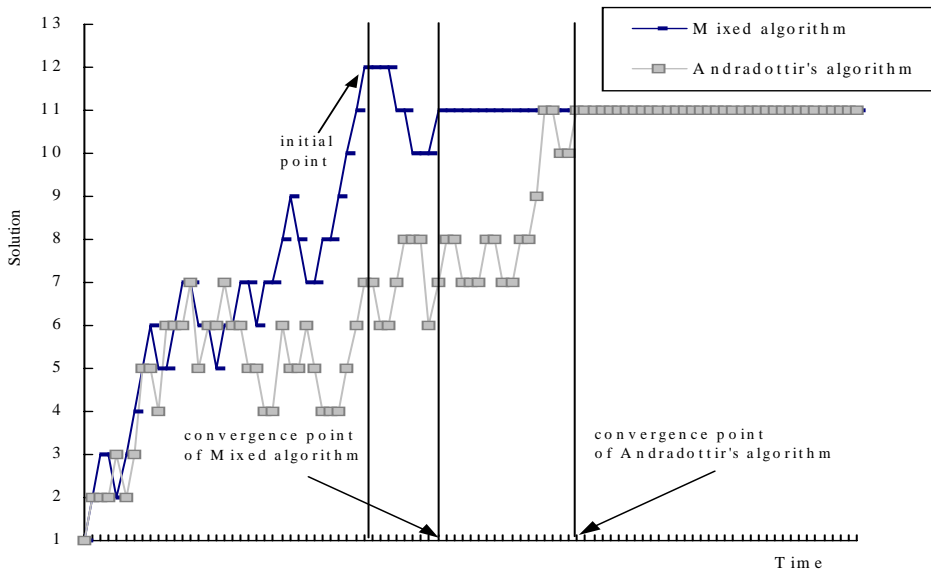 13
12
11
10
9
8
7
6
5
4
3
2
1
Solution
Mixed algorithm
Andradottir's algorithm
initial
point
convergence point
of Mixed algorithm
convergence point
of Andradottir's algorithm
Time